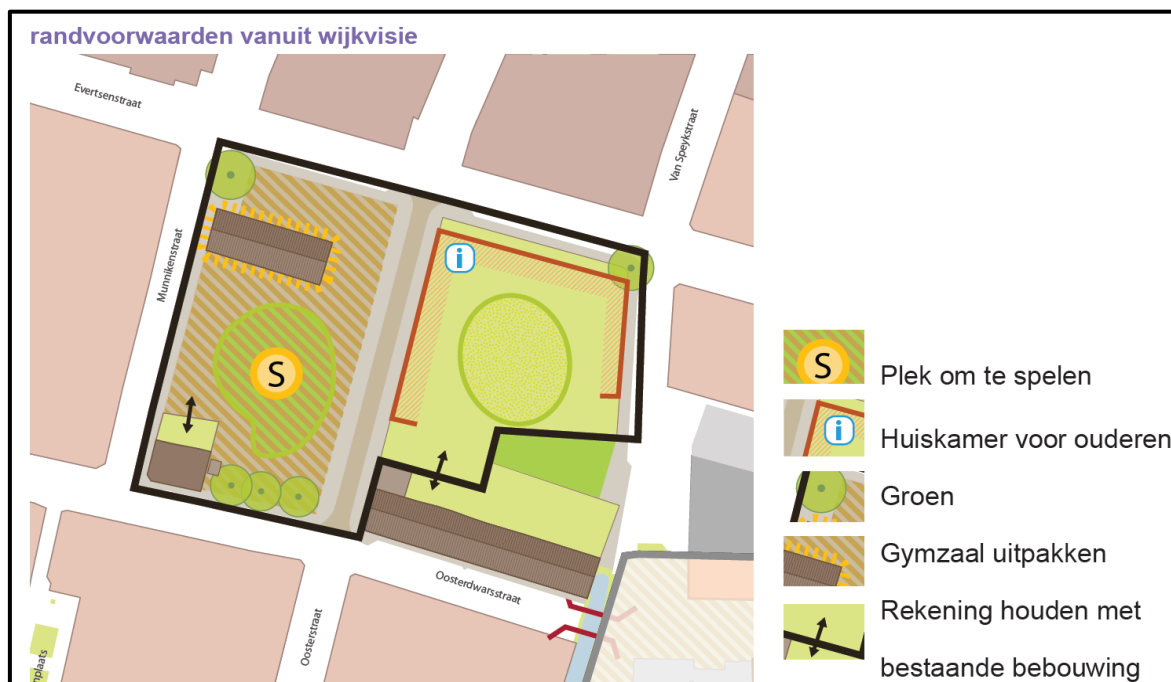 randvoorwaarden vanuit wijkvisie
Evertsenstraat
Van Speykstraat
Munnikenstraat
i
S
Oosterdwarsstraat
Oosterstraat
nplaats
S
Plek om te spelen
i
Huiskamer voor ouderen
Groen
Gymzaal uitpakken
Rekening houden met
bestaande bebouwing